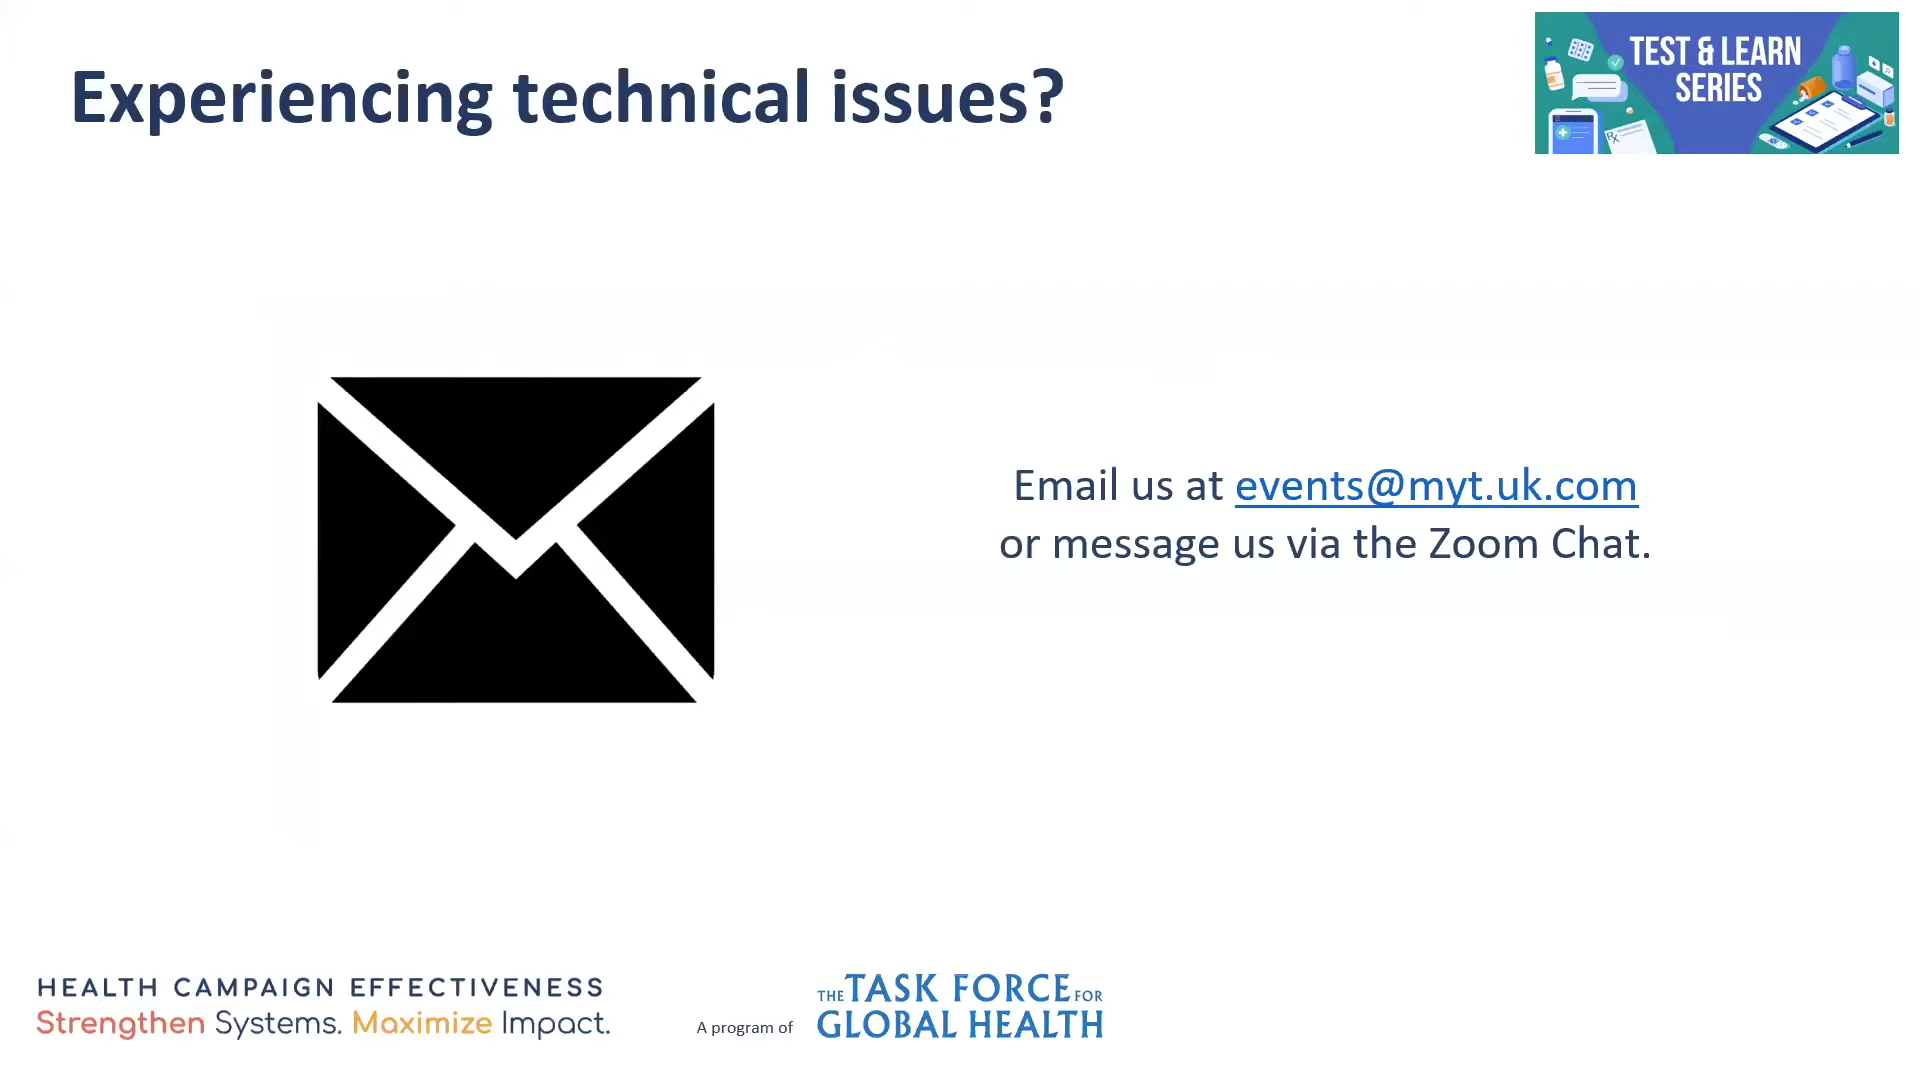 Experiencing technical issues?
TEST & LEARN
SERIES
Rx
Email us at events@myt.uk.com
or message us via the Zoom Chat.
HEALTH CAMPAIGN EFFECTIVENESS
Strengthen Systems. Maximize Impact.
A program of
THE TASK FORCE FOR
GLOBAL HEALTH